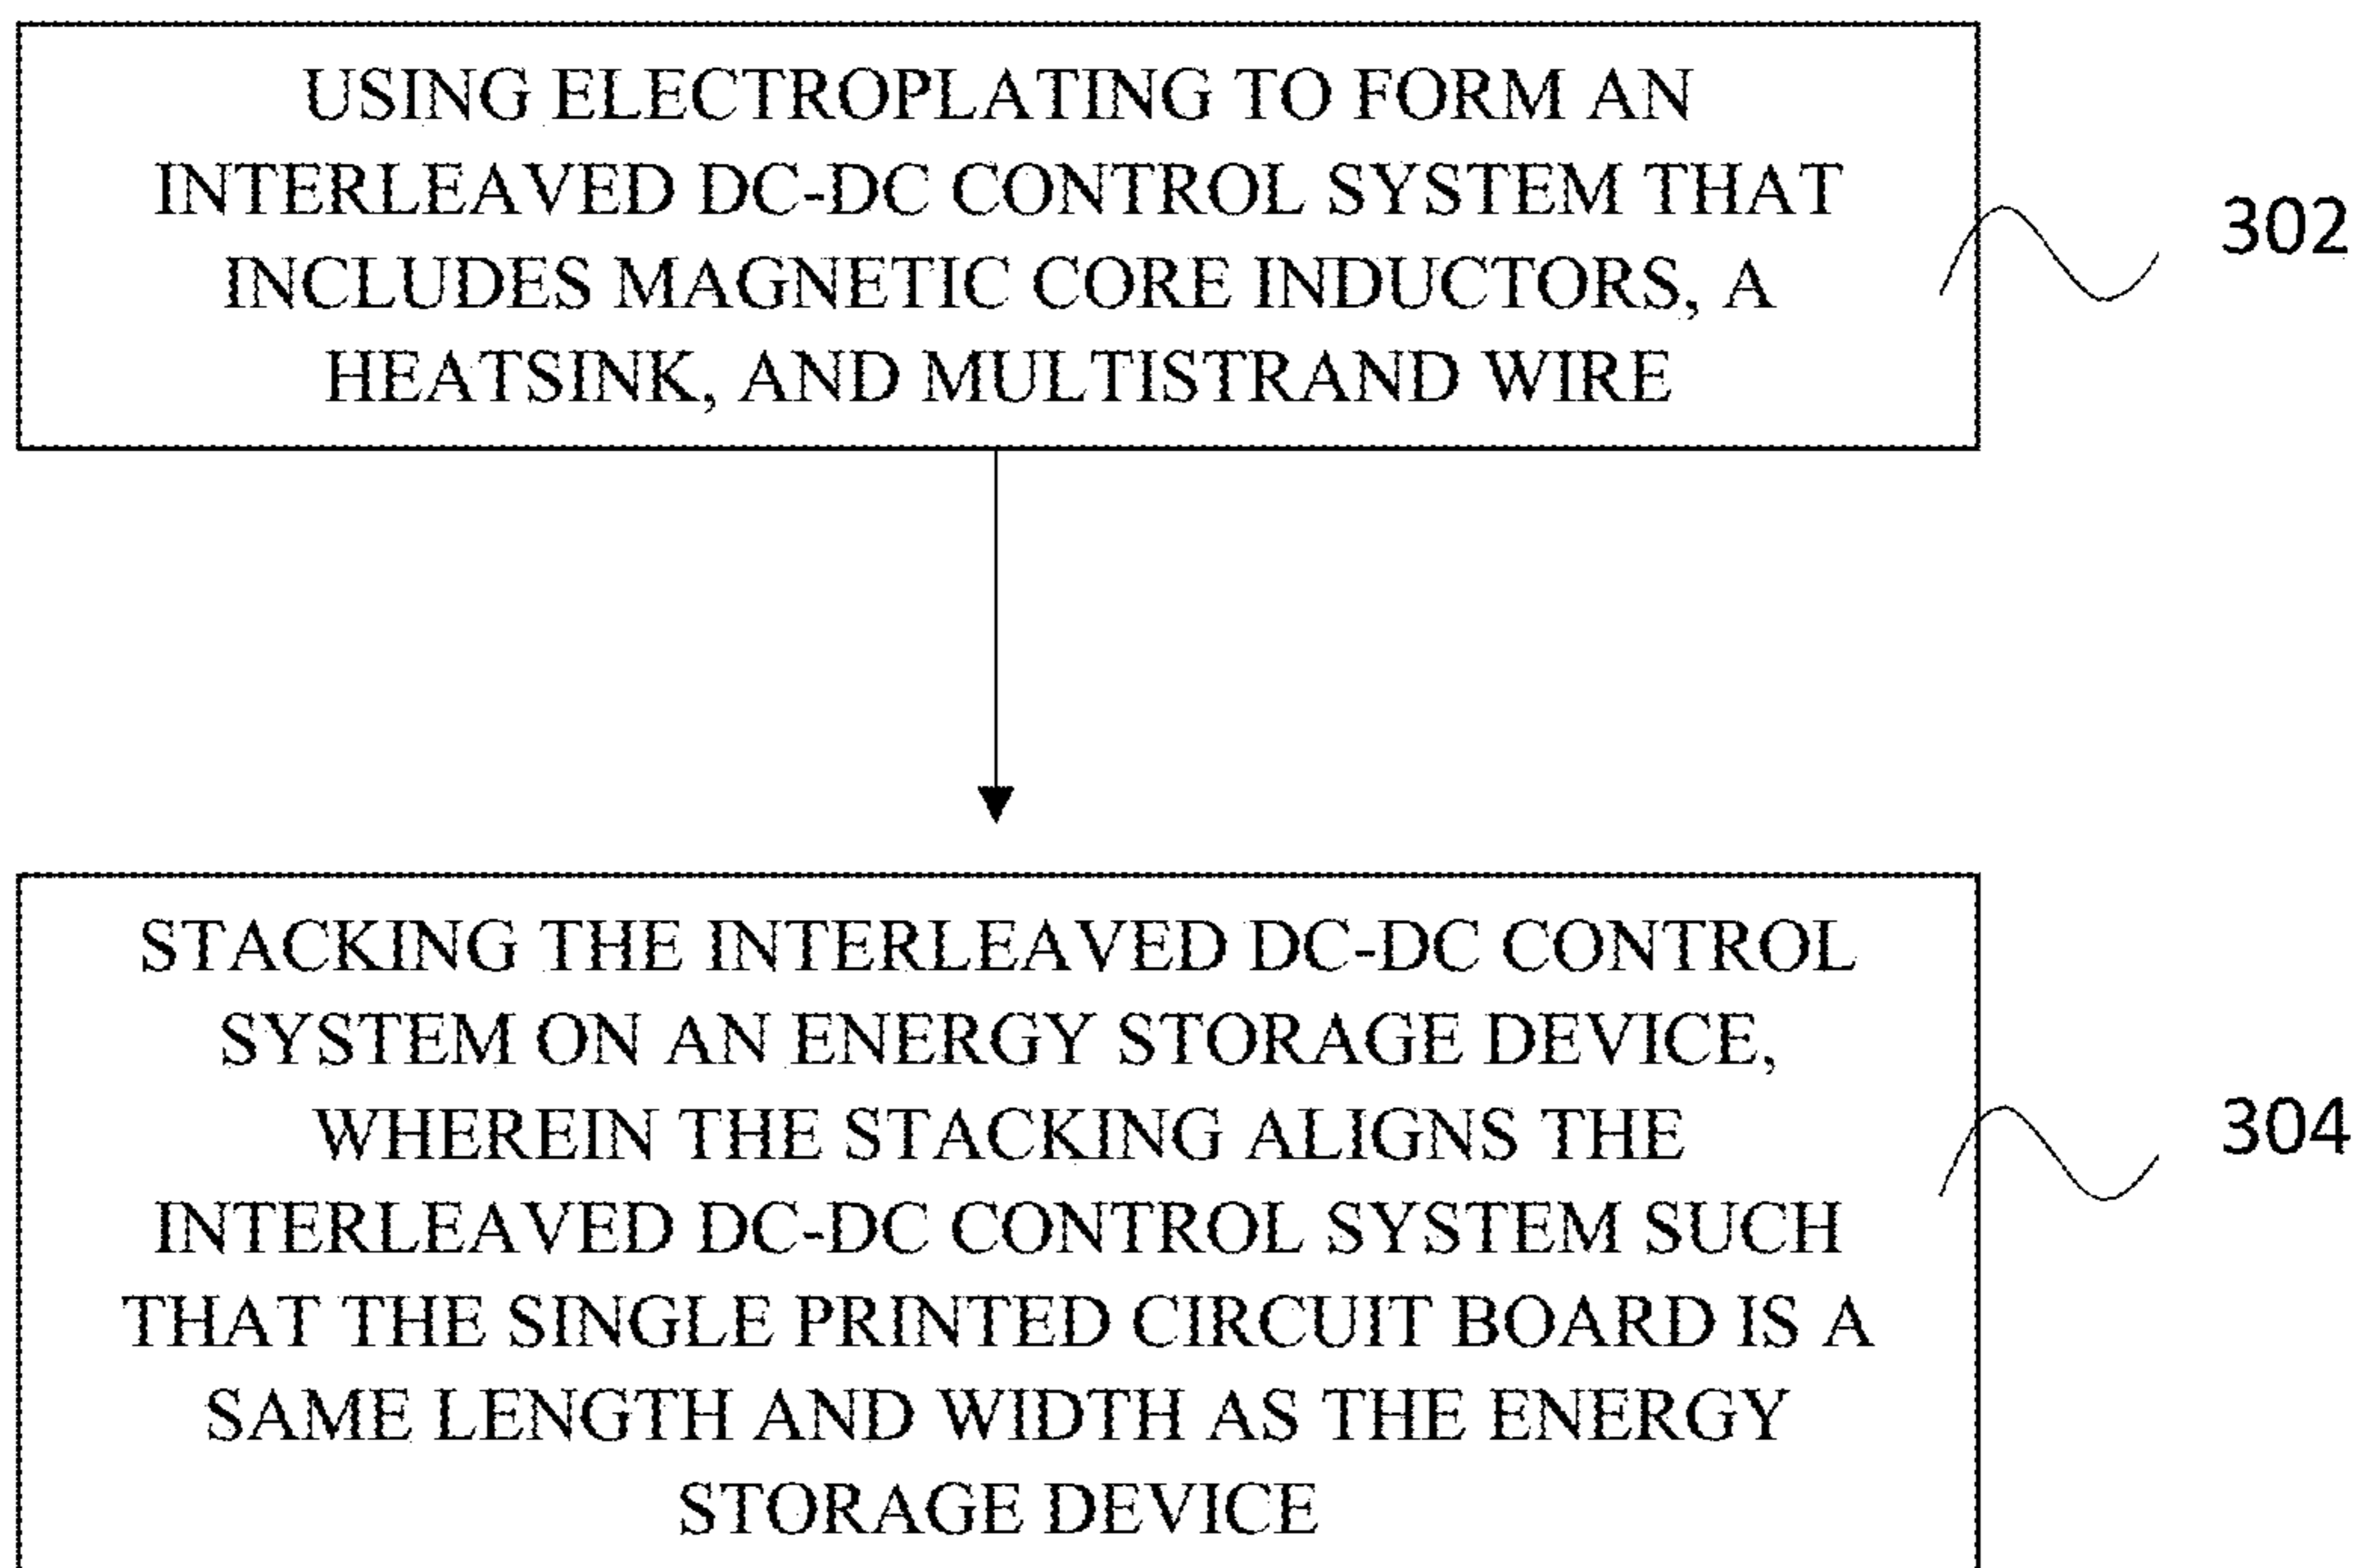 USING ELECTROPLATING TO FORM AN
INTERLEAVED DC-DC CONTROL SYSTEM THAT
INCLUDES MAGNETIC CORE INDUCTORS, A
HEATSINK, AND MULTISTRAND WIRE
302
STACKING THE INTERLEAVED DC-DC CONTROL
SYSTEM ON AN ENERGY STORAGE DEVICE,
WHEREIN THE STACKING ALIGNS THE
INTERLEAVED DC-DC CONTROL SYSTEM SUCH
THAT THE SINGLE PRINTED CIRCUIT BOARD IS A
SAME LENGTH AND WIDTH AS THE ENERGY
STORAGE DEVICE
304